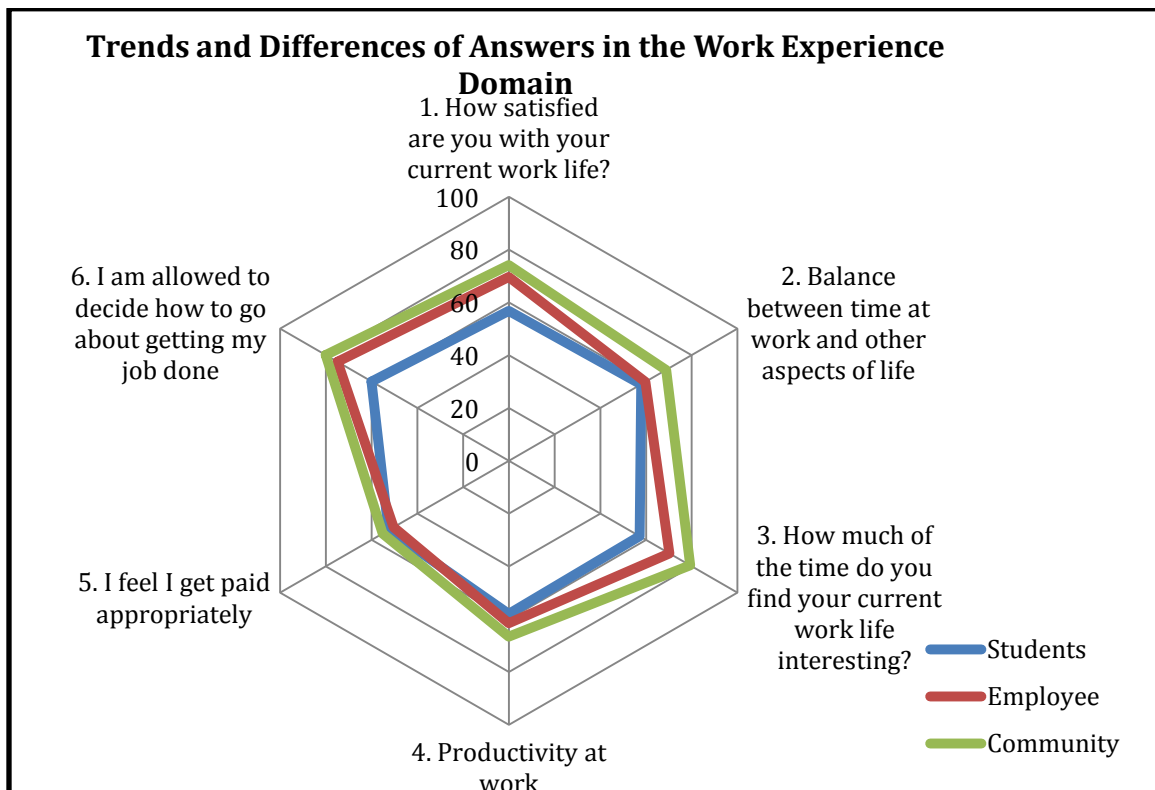 Trends and Differences of Answers in the Work Experience
Domain
1. How satisfied
are you with your
current work life?
100
80
60
40
20
0
2. Balance
between time at
work and other
aspects of life
3. How much of
the time do you
find your current
work life
interesting?
4. Productivity at
work
5. I feel I get paid
appropriately
6. I am allowed to
decide how to go
about getting my
job done
Students
Employee
Community